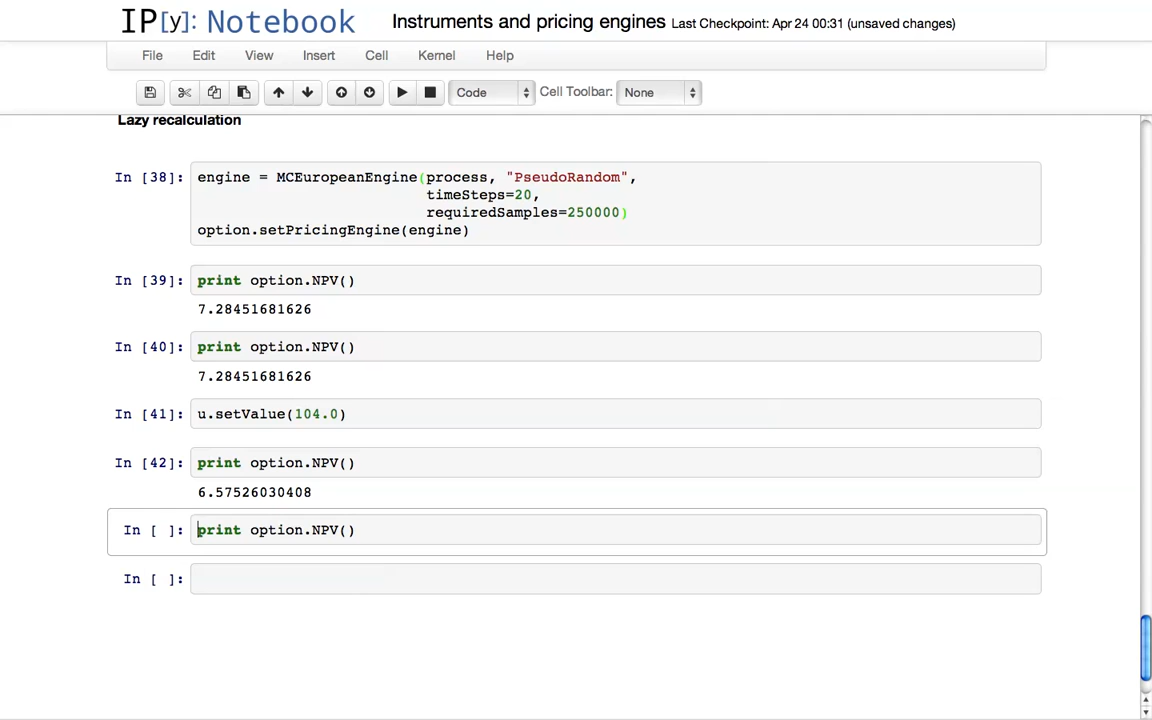 IP[y]: Notebook Instruments and pricing engines Last Checkpoint: Apr 24 00:31 (unsaved changes)
File Edit View Insert Cell Kernel Help
Code Cell Toolbar: None
Lazy recalculation
In [38]: engine = MCEuropeanEngine(process, "PseudoRandom",
timeSteps=20,
requiredSamples=250000)
option.setPricingEngine(engine)
In [39]: print option.NPV()
7.28451681626
In [40]: print option.NPV()
7.28451681626
In [41]: u.setValue(104.0)
In [42]: print option.NPV()
6.57526030408
In [ ]: print option.NPV()
In [ ]: